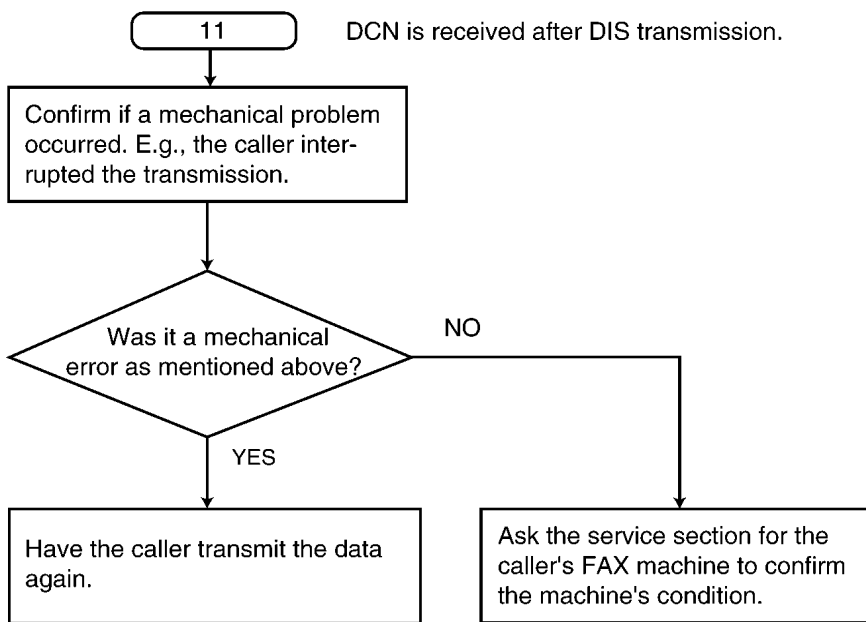 11
DCN is received after DIS transmission.
Confirm if a mechanical problem
occurred. E.g., the caller inter-
rupted the transmission.
Was it a mechanical
error as mentioned above?
NO
YES
Have the caller transmit the data
again.
Ask the service section for the
caller's FAX machine to confirm
the machine's condition.